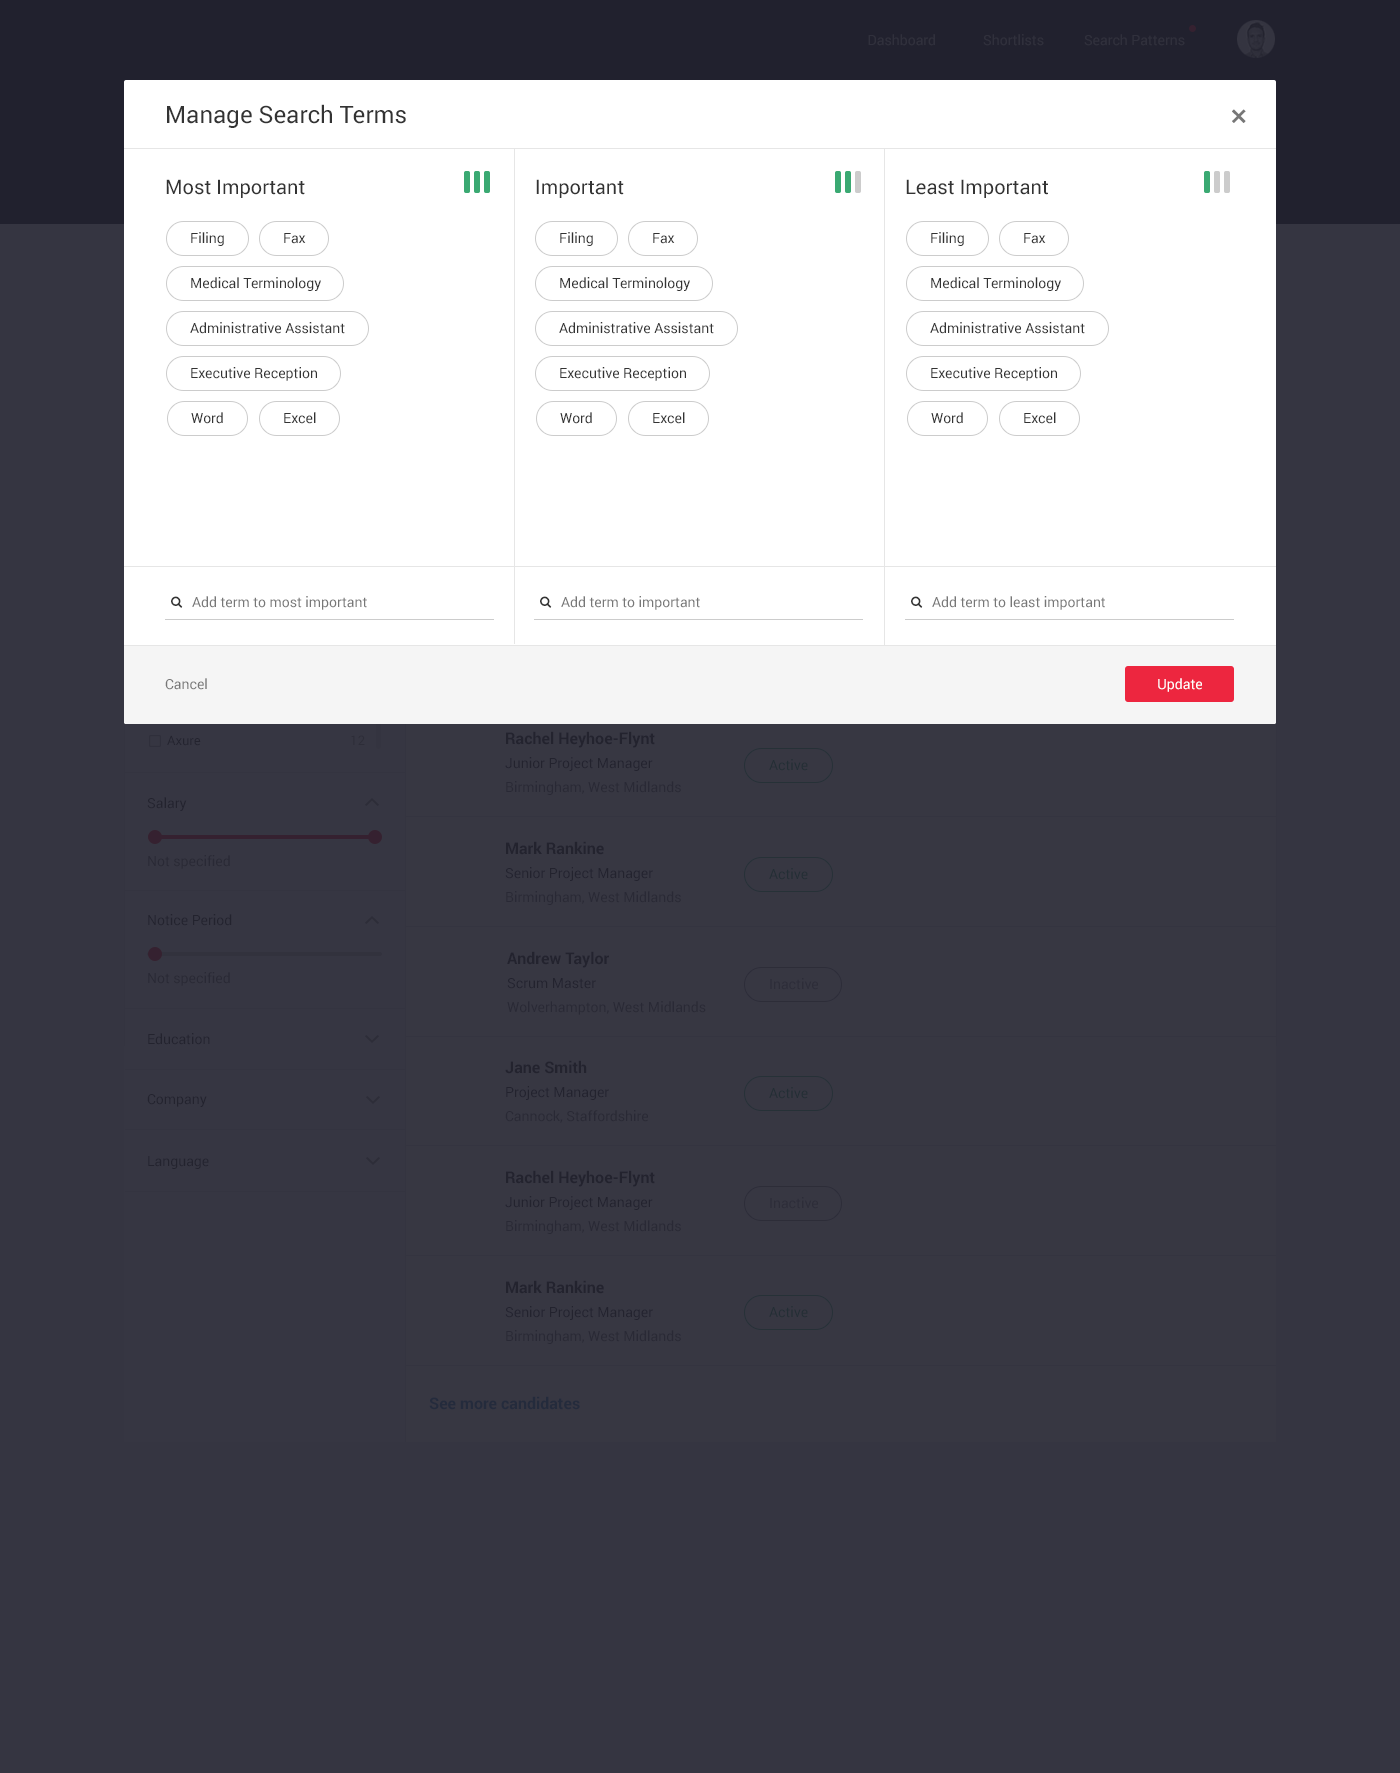 Dashboard Shortlists Search Patterns
Manage Search Terms
Most Important
Filing Fax
Medical Terminology
Administrative Assistant
Executive Reception
Word Excel
Add term to most important
Important
Filing Fax
Medical Terminology
Administrative Assistant
Executive Reception
Word Excel
Add term to important
Least Important
Filing Fax
Medical Terminology
Administrative Assistant
Executive Reception
Word Excel
Add term to least important
Cancel
Update
Axure 12
Salary
Not specified
Notice Period
Not specified
Education
Company
Language
Rachel Heyhoe-Flynt
Junior Project Manager
Birmingham, West Midlands
Active
Mark Rankine
Senior Project Manager
Birmingham, West Midlands
Active
Andrew Taylor
Scrum Master
Wolverhampton, West Midlands
Inactive
Jane Smith
Project Manager
Cannock, Staffordshire
Active
Rachel Heyhoe-Flynt
Junior Project Manager
Birmingham, West Midlands
Inactive
Mark Rankine
Senior Project Manager
Birmingham, West Midlands
Active
See more candidates